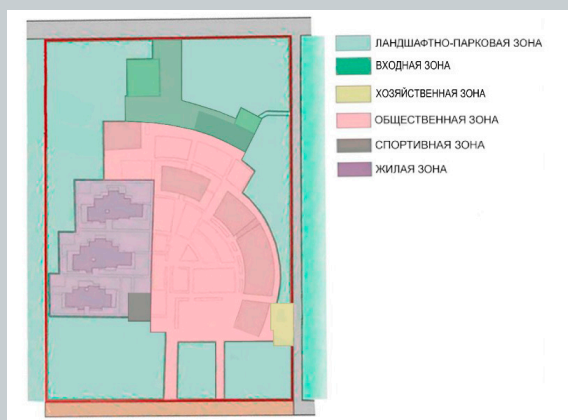 ЛАНДШАФТНО-ПАРКОВАЯ ЗОНА
ВХОДНАЯ ЗОНА
ХОЗЯЙСТВЕННАЯ ЗОНА
ОБЩЕСТВЕННАЯ ЗОНА
СПОРТИВНАЯ ЗОНА
ЖИЛАЯ ЗОНА